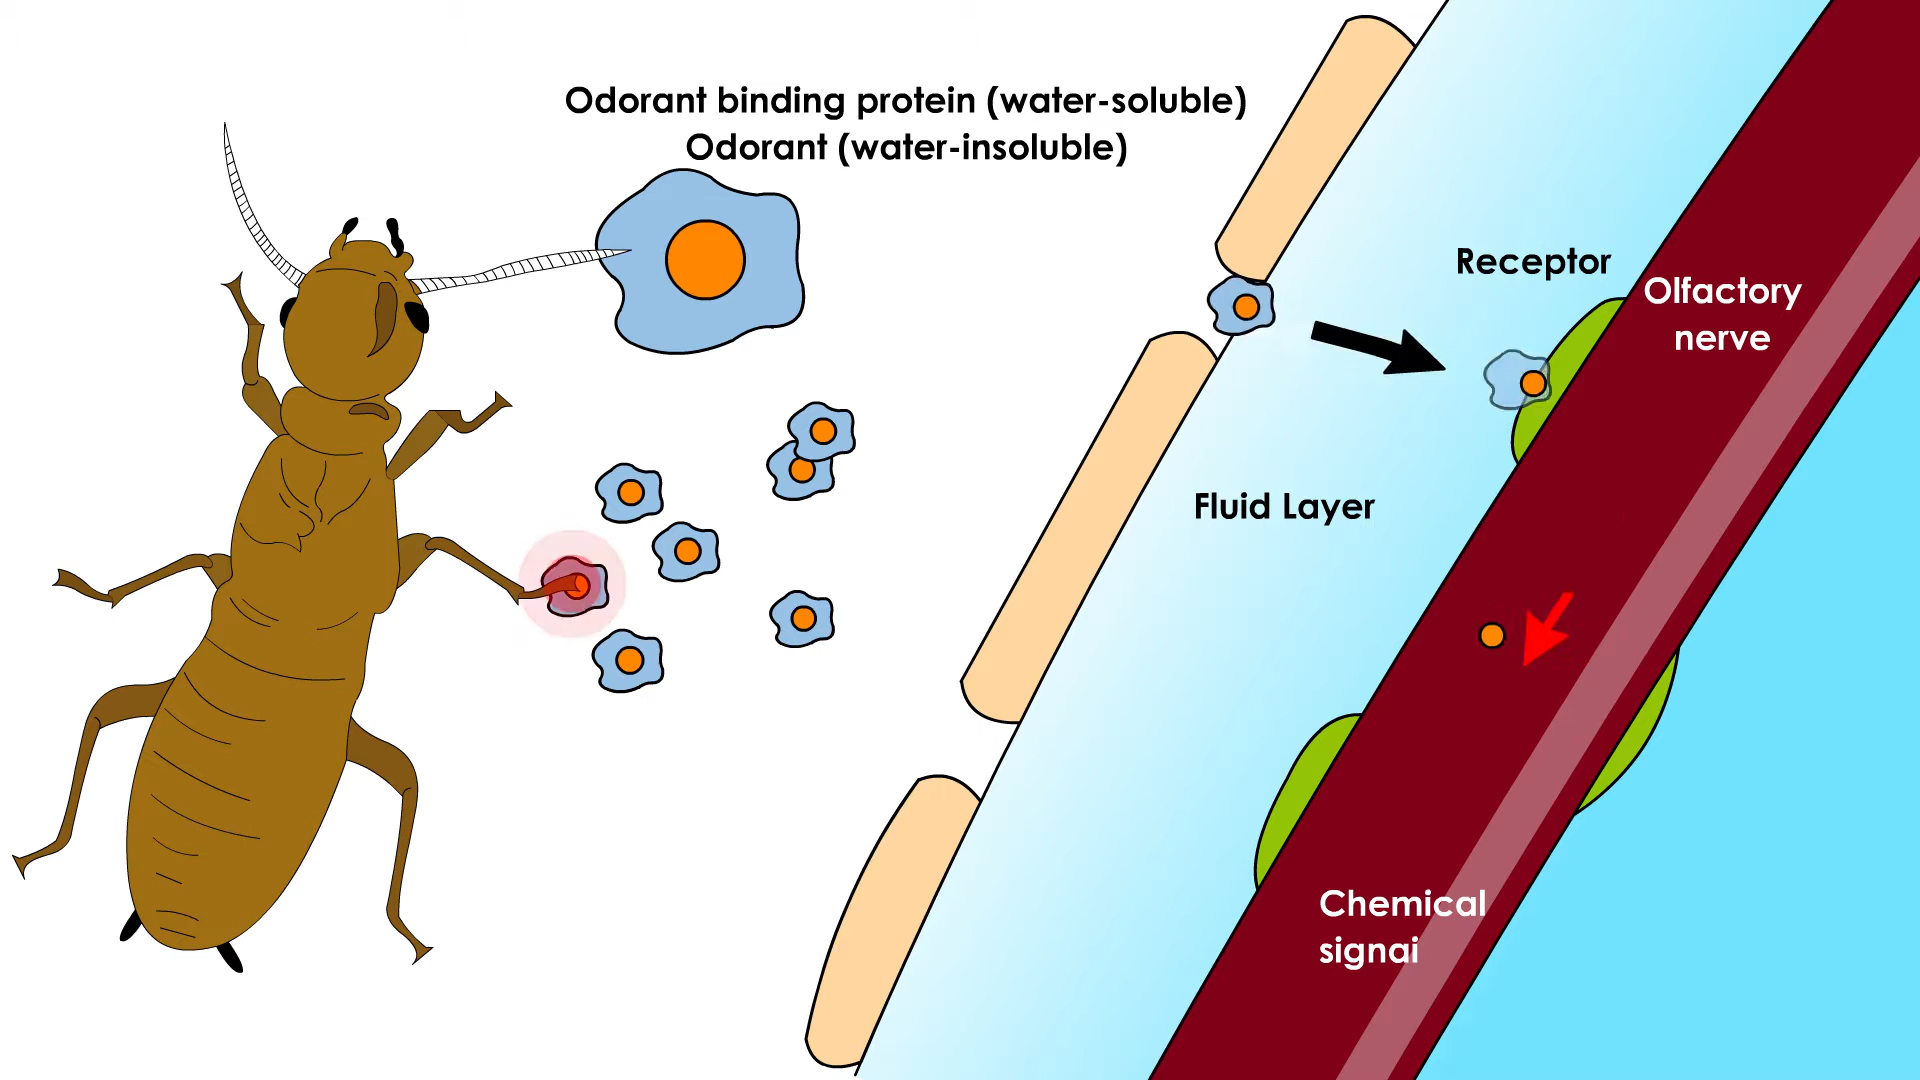 Odorant binding protein (water-soluble)
Odorant (water-insoluble)
Receptor
Olfactory
nerve
Fluid Layer
Chemical
signai